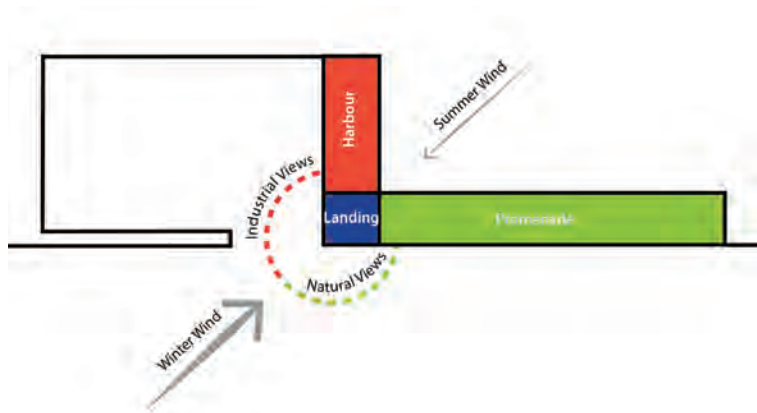 Summer Wind
Harbour
Industrial Views
Landing
Promenade
Natural Views
Winter Wind